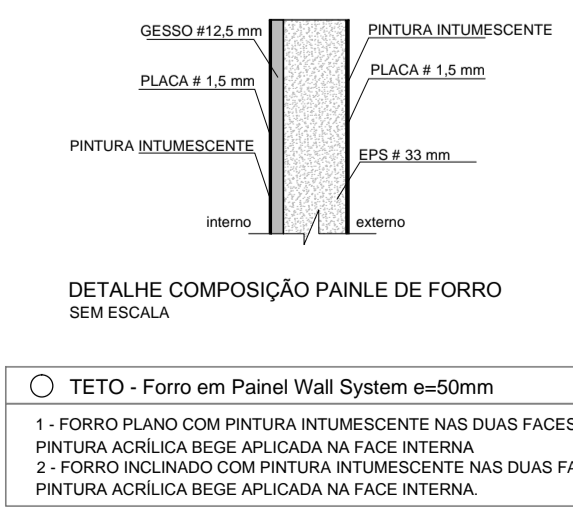 GESSO #12,5 mm
PINTURA INTUMESCENTE
PLACA # 1,5 mm
PLACA # 1,5 mm
PINTURA INTUMESCENTE
EPS # 33 mm
interno
externo
DETALHE COMPOSIÇÃO PAINLE DE FORRO
SEM ESCALA
TETO - Forro em Painel Wall System e=50mm
1 - FORRO PLANO COM PINTURA INTUMESCENTE NAS DUAS FACES
PINTURA ACRÍLICA BEGE APLICADA NA FACE INTERNA
2 - FORRO INCLINADO COM PINTURA INTUMESCENTE NAS DUAS FA
PINTURA ACRÍLICA BEGE APLICADA NA FACE INTERNA.